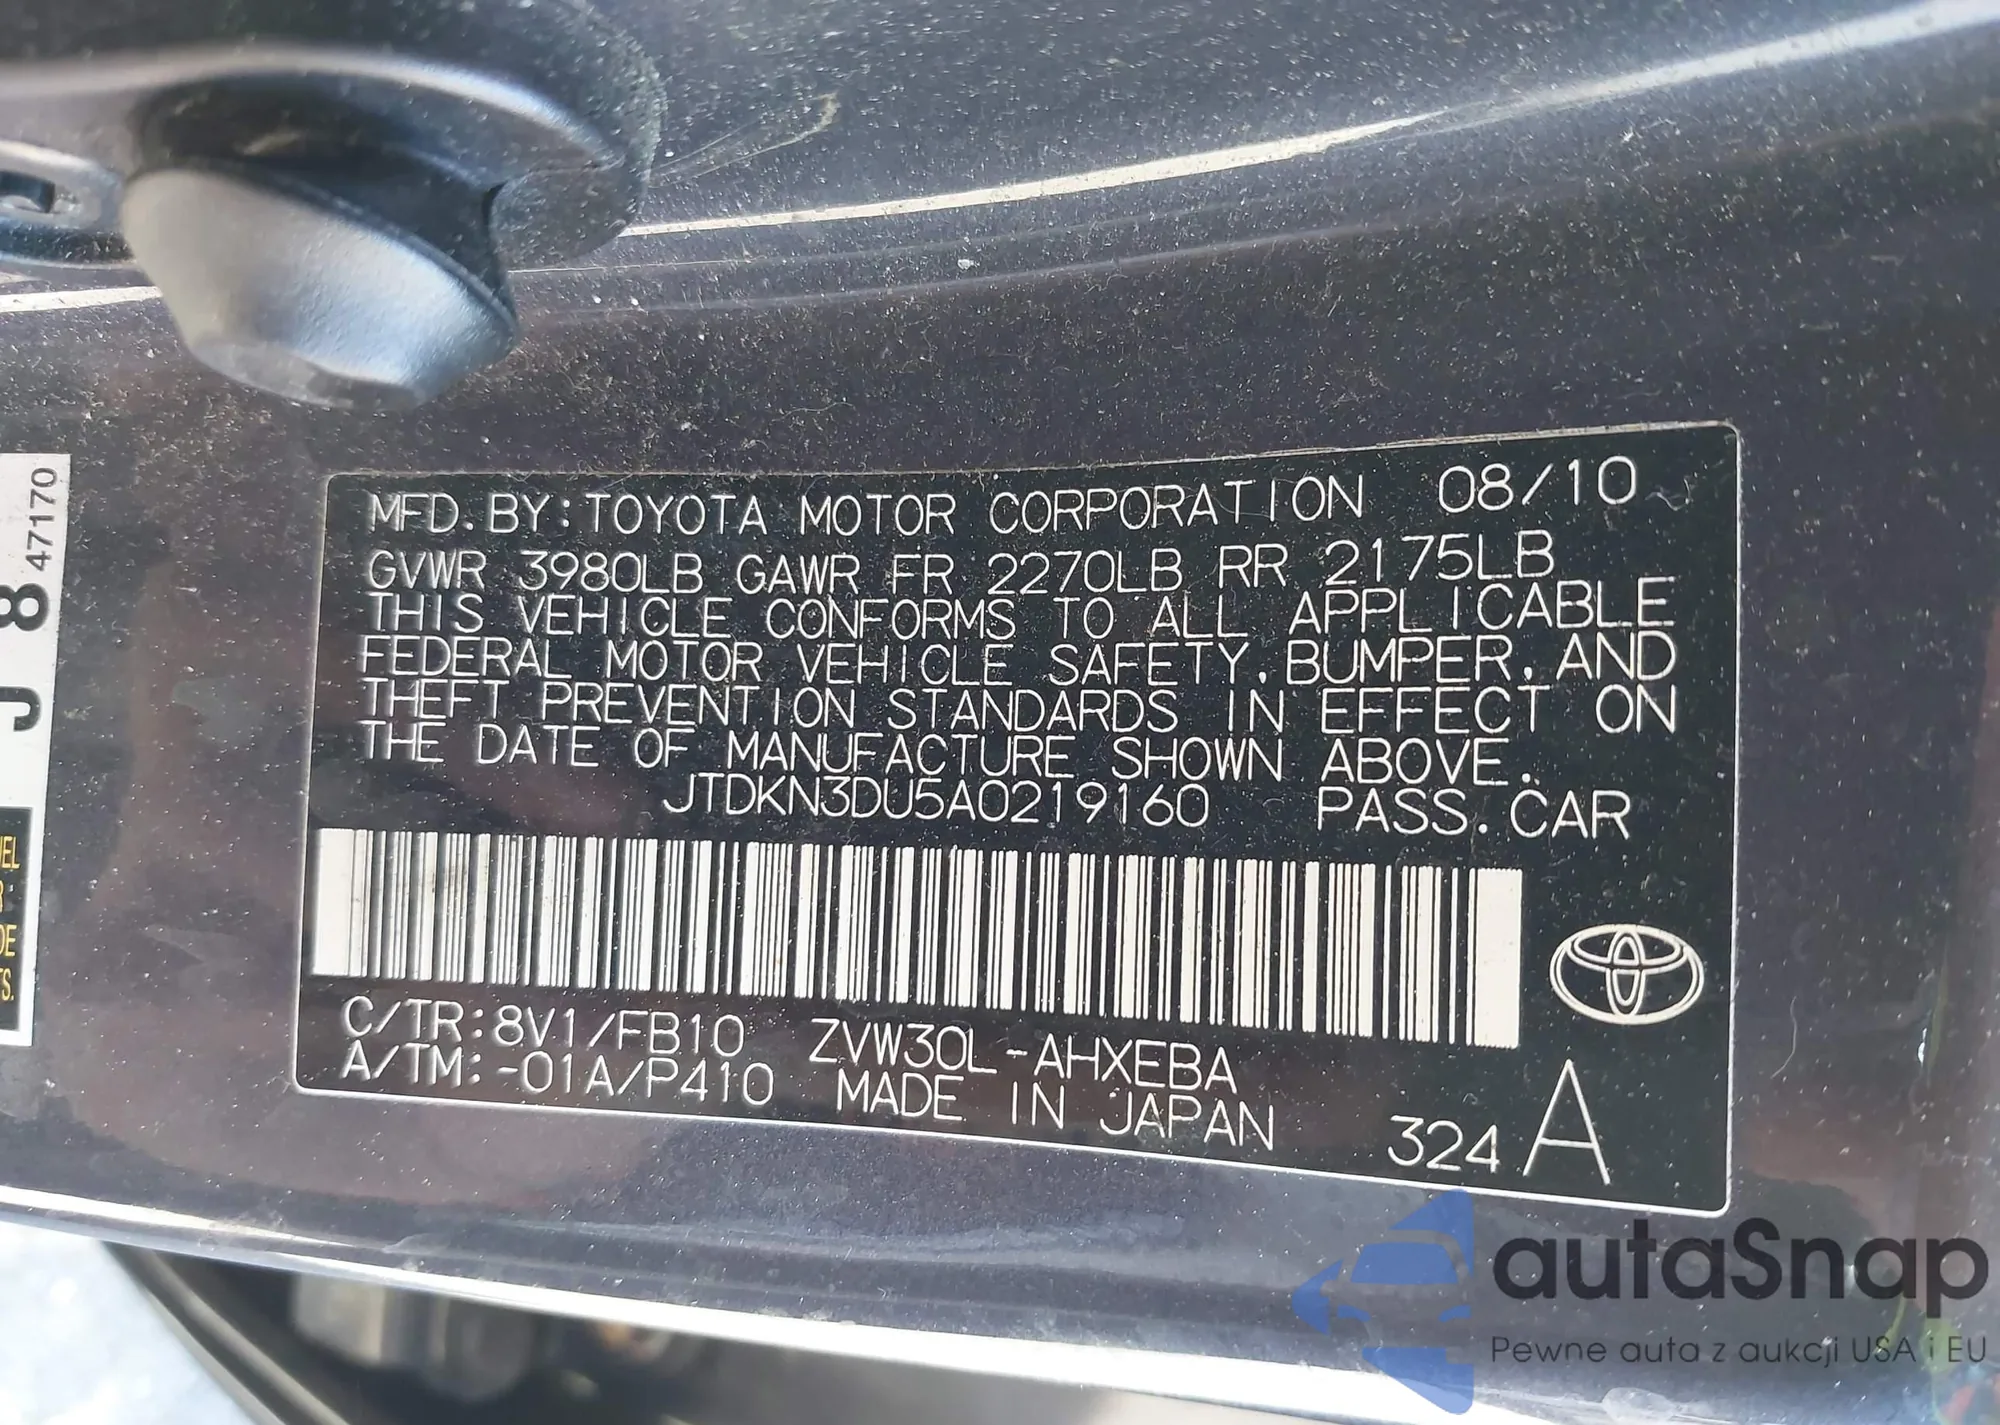 MFD. BY: TOYOTA MOTOR CORPORATION 08/10
GVWR 3980LB GAWR FR 2270LB RR 2175LB
THIS VEHICLE CONFORMS TO ALL APPLICABLE
FEDERAL MOTOR VEHICLE SAFETY, BUMPER, AND
THEFT PREVENTION STANDARDS IN EFFECT ON
THE DATE OF MANUFACTURE SHOWN ABOVE.
JTDKN3DU5A0219160 PASS. CAR
C/TR: 8V1/FB10 ZVW30L-AHXEBA
A/TM: -01A/P410 MADE IN JAPAN
324 A
J 8 47170
autaSnap
Pewne auta z aukcji USA i EU